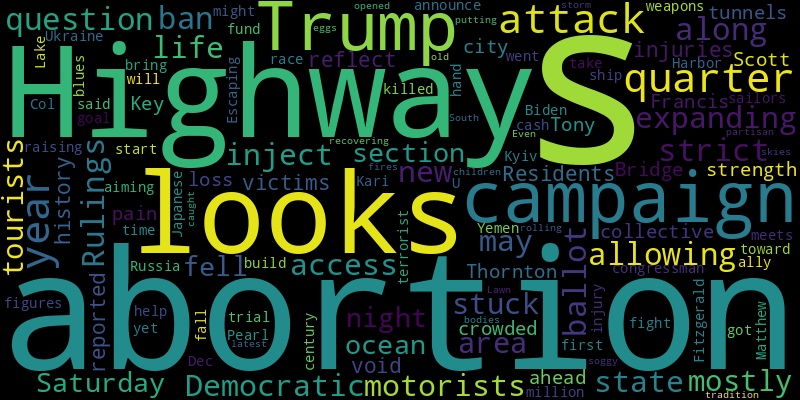 question
ban
Trump
attack
opened
announce
weapons
storm
might
putting
along
tunnels
Lake
Ukraine
life
fund
eggs
race
reflect
old
city
went
take
injuries
Scott
bring
blues
will
Highway
S
ship
Harbor
quarter
Col
said
Key
Escaping
killed
hand
Biden
Francis
sailors
goal
cash
Tony
expanding
raising
start
inject
section
recovering
South
Even
Kyiv
strict
partisan
skies
tourists
history
Rulings
aiming
loss
victims
fires
Kari
new
children
U
Residents
Bridge
strength
year
pain
time
Japanese
caught
looks
campaign
Yemen
rolling
collective
meets
Russia
fell
build
access
terrorist
may
Thornton
allowing
toward
ally
congressman
figures
reported
help
yet
abortion
trial
Pearl
latest
fall
century
night
ocean
void
Lawn
stuck
bodies
crowded
area
ballot
injury
first
fight
Fitzgerald
got
Matthew
Dec
soggy
Saturday
Democratic
motorists
ahead
million
state
mostly
tradition